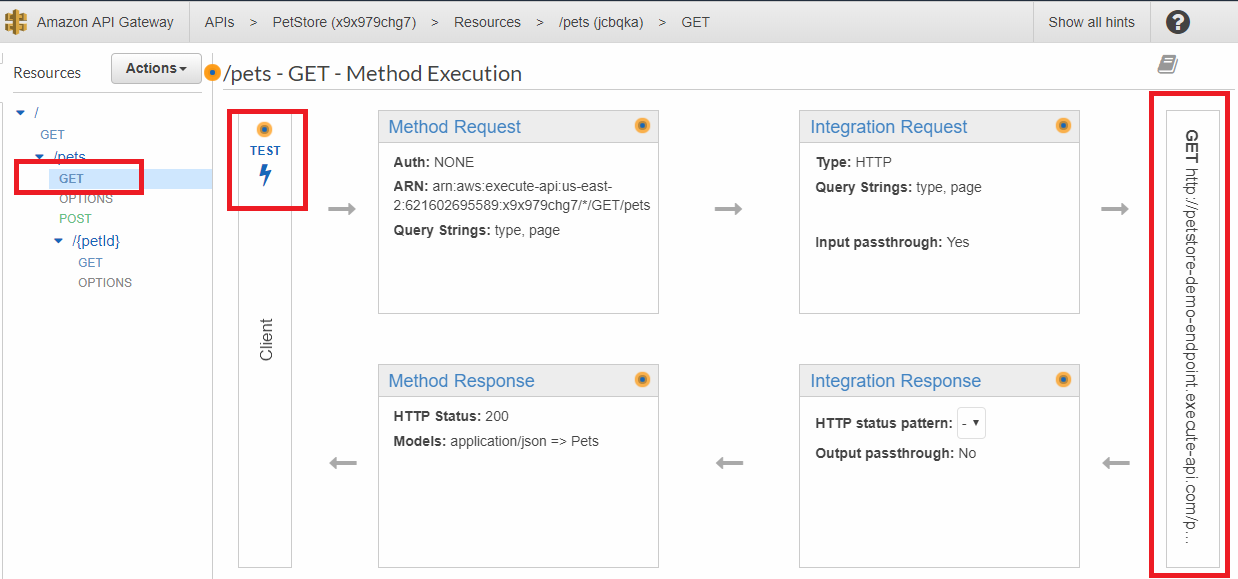 Amazon API Gateway
APIs > PetStore (x9x979chg7) > Resources > /pets (jcbqka) > GET
Show all hints
?
Resources
Actions
/pets - GET - Method Execution
/
GET
/pets
GET
OPTIONS
POST
/{petId}
GET
OPTIONS
TEST
Client
Method Request
Auth: NONE
ARN: arn:aws:execute-api:us-east-
2:621602695589:x9x979chg7/*/GET/pets
Query Strings: type, page
Integration Request
Type: HTTP
Query Strings: type, page
Input passthrough: Yes
GET http://petstore-demo-endpoint.execute-api.com/p...
Method Response
HTTP Status: 200
Models: application/json => Pets
Integration Response
HTTP status pattern: -
Output passthrough: No